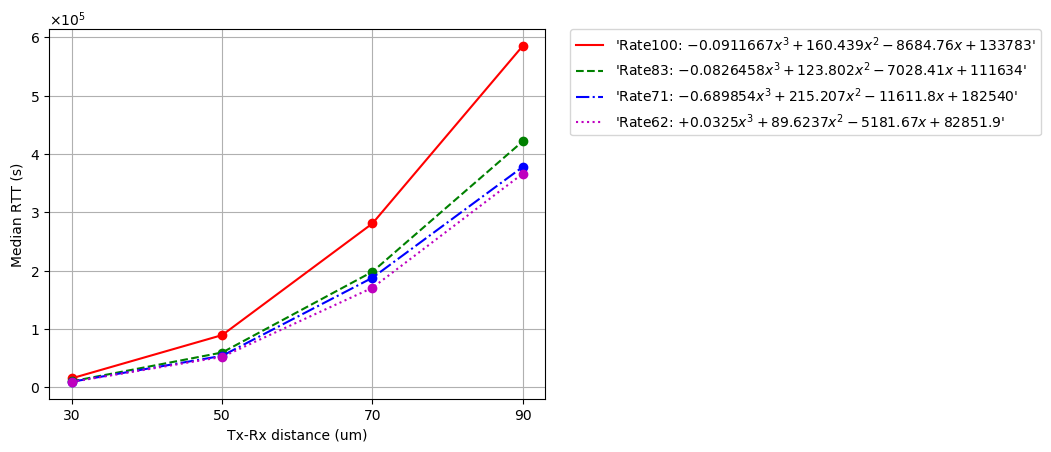 ×10⁵
6
5
4
3
2
1
0
Median RTT (s)
30 50 70 90
Tx-Rx distance (um)
'Rate100: −0.0911667x³ + 160.439x² − 8684.76x + 133783'
'Rate83: −0.0826458x³ + 123.802x² − 7028.41x + 111634'
'Rate71: −0.689854x³ + 215.207x² − 11611.8x + 182540'
'Rate62: +0.0325x³ + 89.6237x² − 5181.67x + 82851.9'